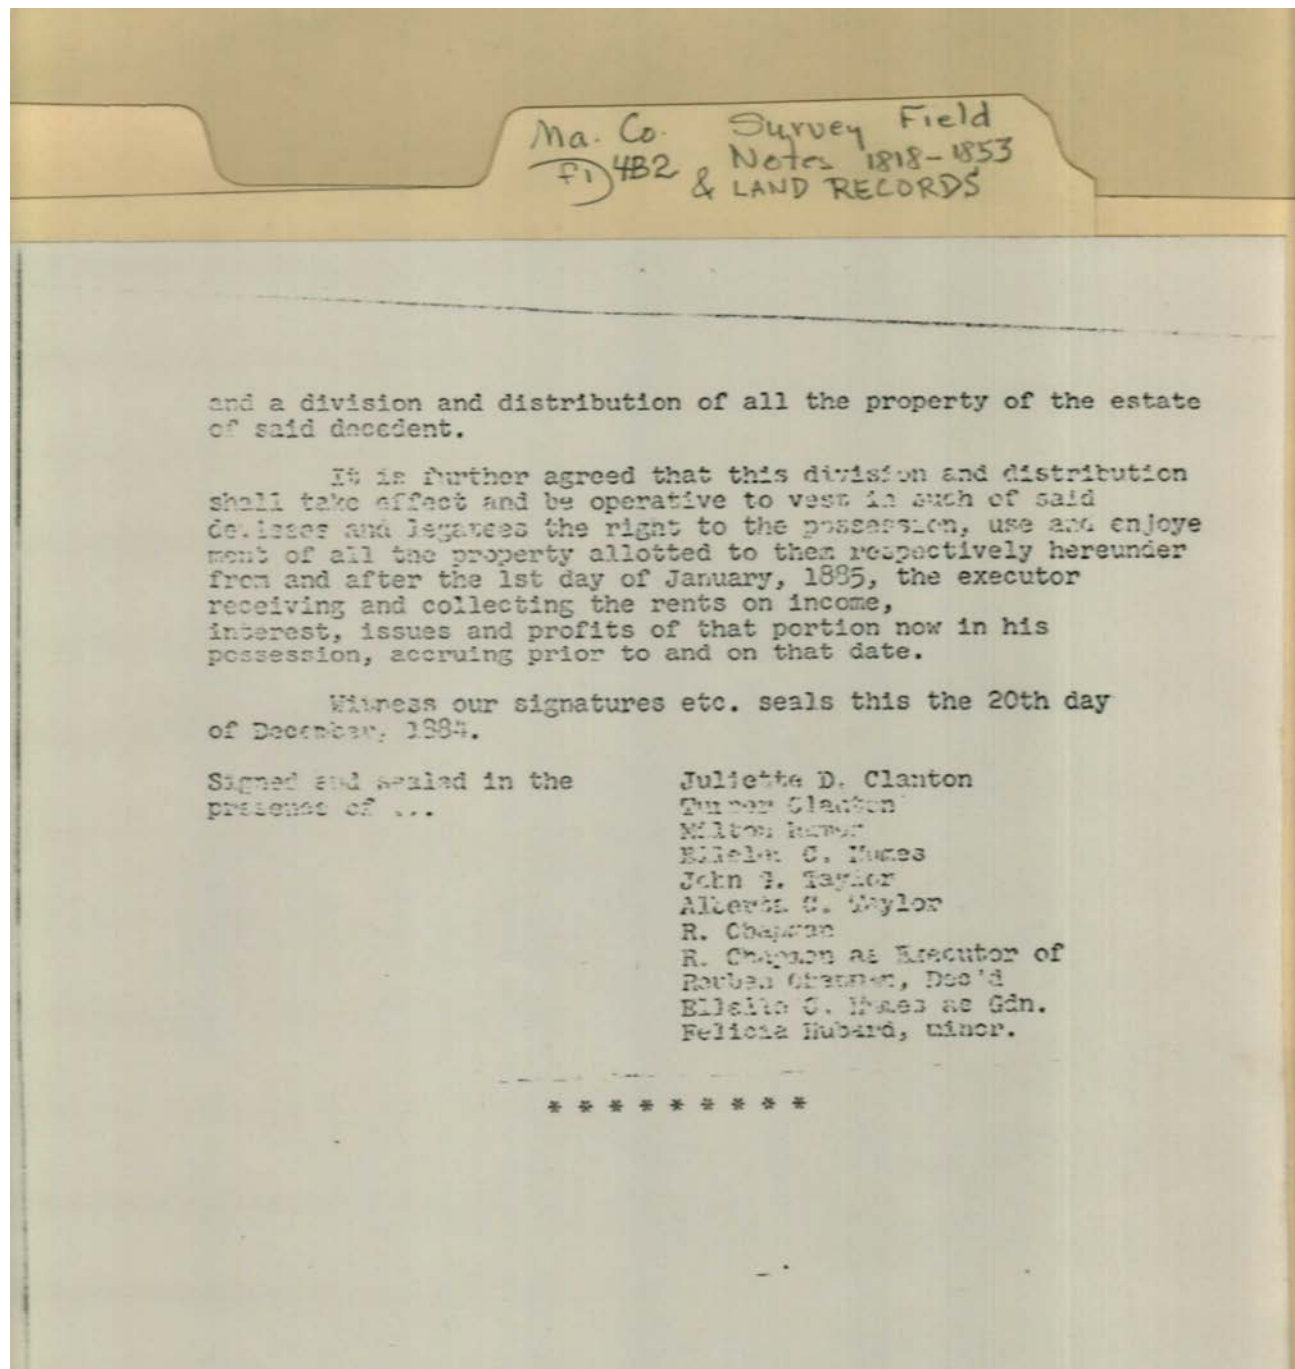 Ma. Co. Survey Field
f1) 4B2 Notes 1818-1853
& LAND RECORDS
and a division and distribution of all the property of the estate
of said decedent.
It is further agreed that this division and distribution
shall take effect and be operative to vest in such of said
devisees and legatees the right to the possession, use and enjoye
ment of all the property allotted to them respectively hereunder
from and after the 1st day of January, 1885, the executor
receiving and collecting the rents on income,
interest, issues and profits of that portion now in his
possession, accruing prior to and on that date.
Witness our signatures etc. seals this the 20th day
of December, 1884.
Signed and sealed in the
presence of ...
Juliette D. Clanton
Turner Clanton
Milton
C. Humes
John Taylor
Alberta C. Taylor
R. Chapman
R. Chapman as Executor of
Reuben Chapman, Dec'd
C. Humes as Gdn.
Felicia Hubard, minor.
* * * * * * * * *